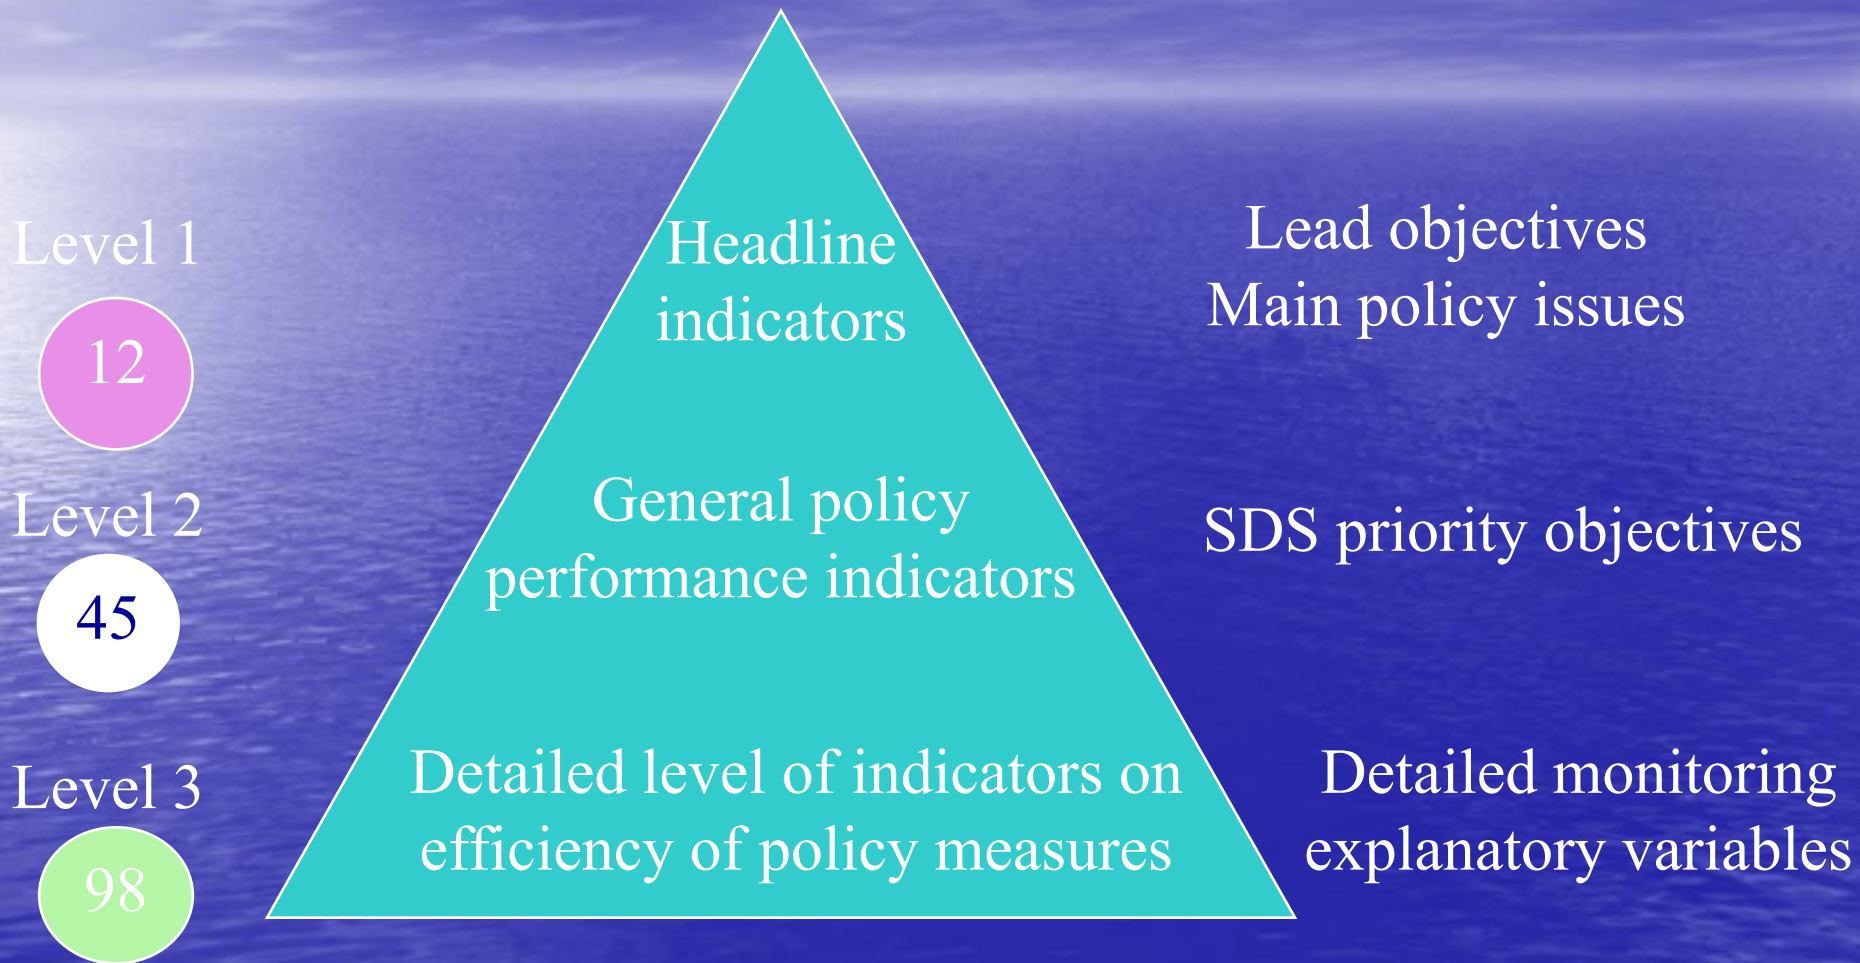 Level 1
12
Headline
indicators
Lead objectives
Main policy issues
Level 2
45
General policy
performance indicators
SDS priority objectives
Level 3
98
Detailed level of indicators on
efficiency of policy measures
Detailed monitoring
explanatory variables